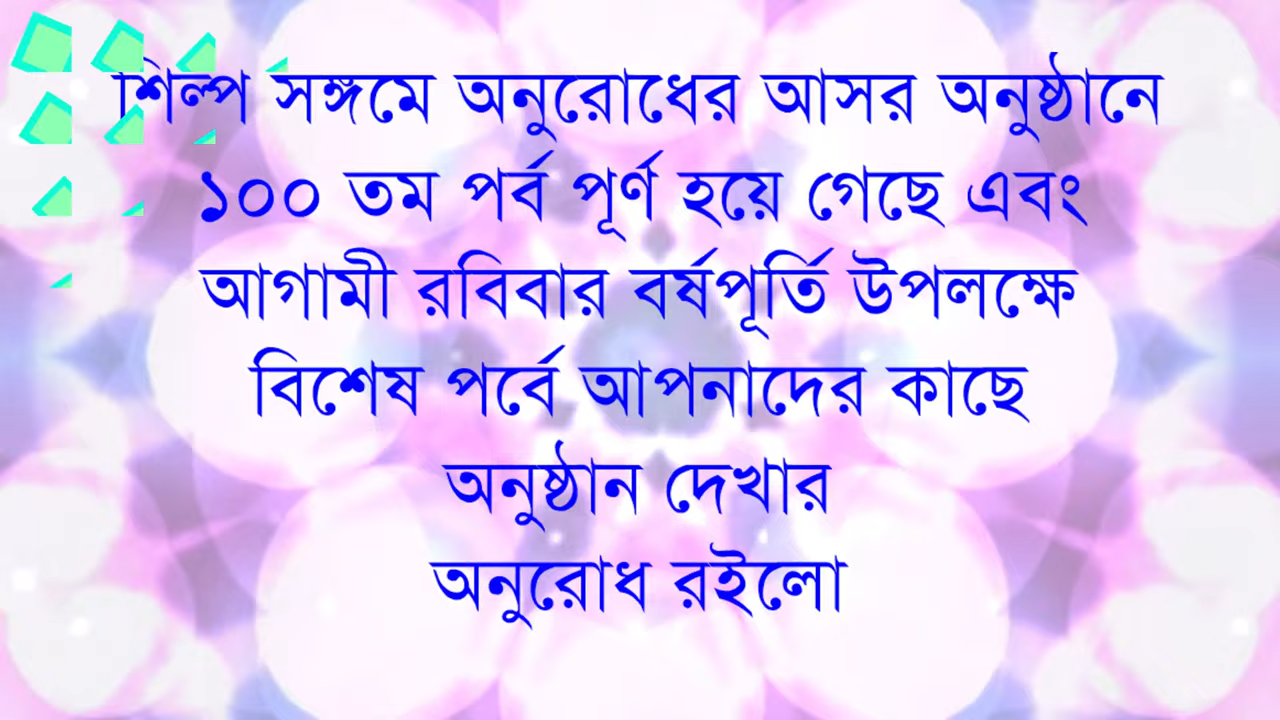 শিল্প সঙ্গমে অনুরোধের আসর অনুষ্ঠানে
১০০ তম পর্ব পূর্ণ হয়ে গেছে এবং
আগামী রবিবার বর্ষপূর্তি উপলক্ষে
বিশেষ পর্বে আপনাদের কাছে
অনুষ্ঠান দেখার
অনুরোধ রইলো